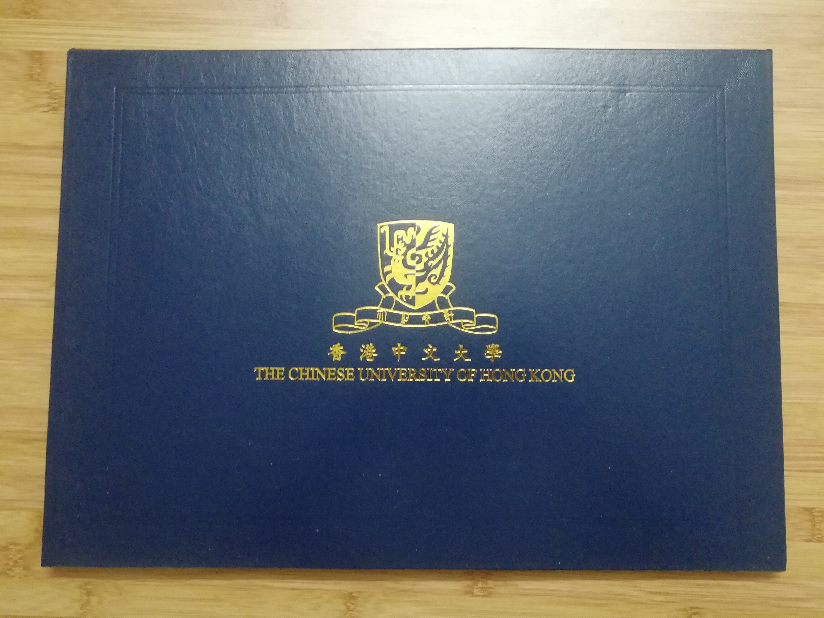 香港中文大學
THE CHINESE UNIVERSITY OF HONG KONG